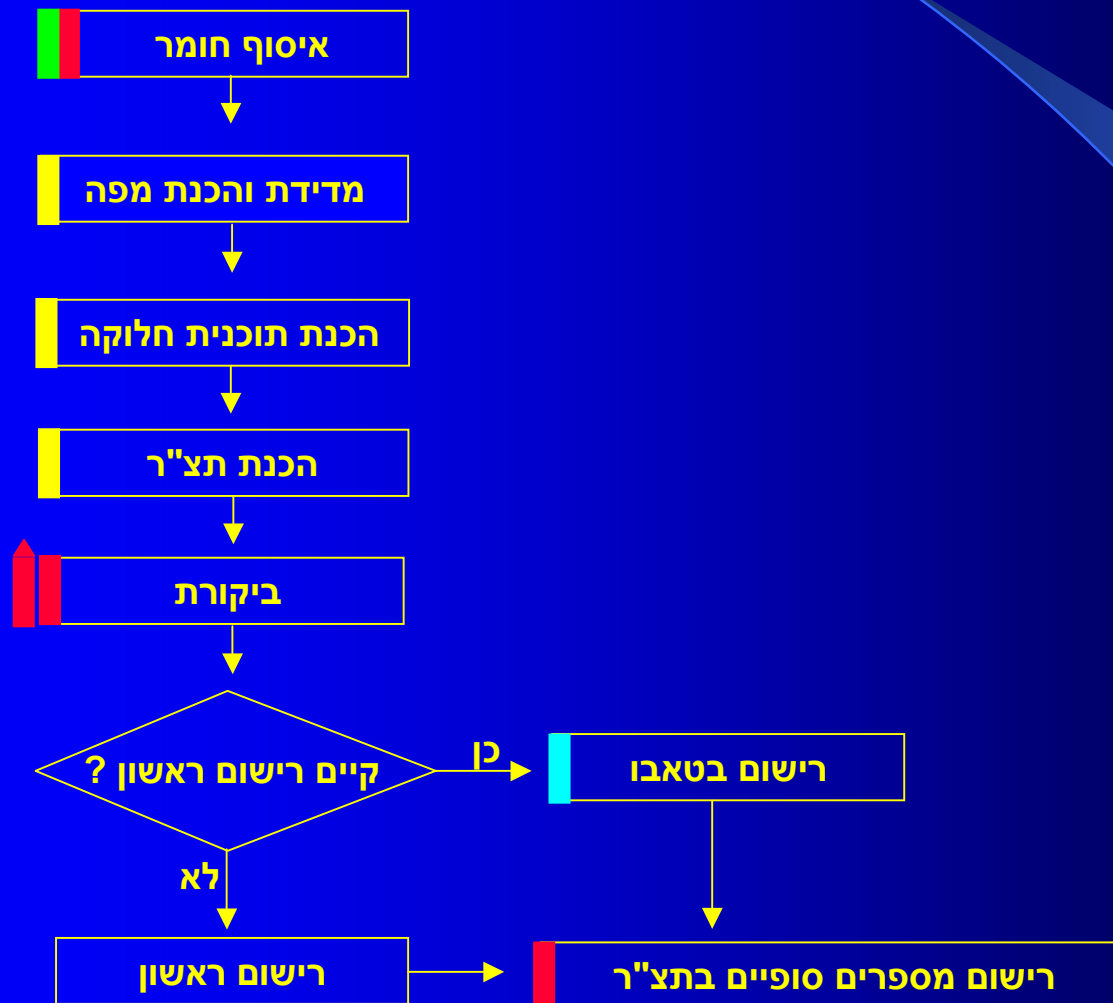 איסוף חומר
מדידת והכנת מפה
הכנת תוכנית חלוקה
הכנת תצ"ר
ביקורת
קיים רישום ראשון ?
כן
רישום בטאבו
לא
רישום ראשון
רישום מספרים סופיים בתצ"ר